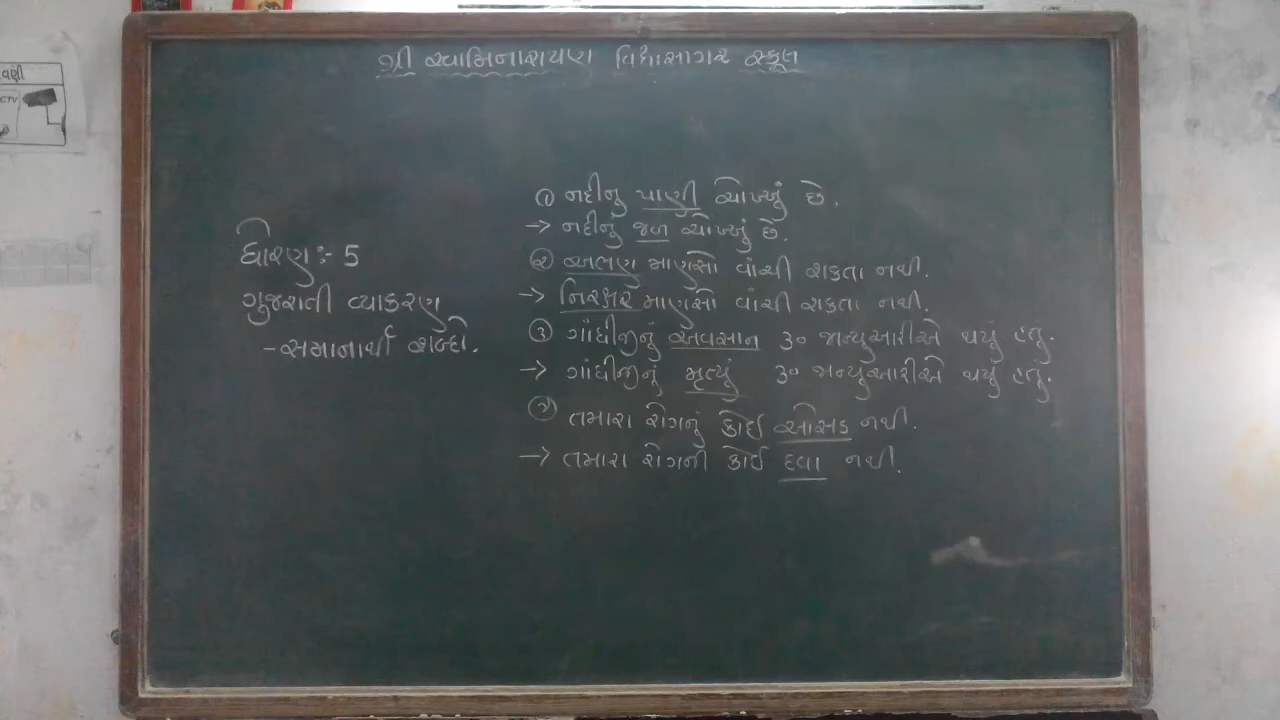 શ્રી સ્વામિનારાયણ વિદ્યાસાગર સ્કૂલ
ધોરણ:- 5
ગુજરાતી વ્યાકરણ
- સમાનાર્થી શબ્દો.
૧ નદીનુ પાણી ચોખ્ખું છે.
→ નદીનું જળ ચોખ્ખું છે.
૨ અભણ માણસો વાંચી શકતા નથી.
→ નિરક્ષર માણસો વાંચી શકતા નથી.
૩ ગાંધીજીનું અવસાન ૩૦ જાન્યુઆરીએ થયું હતુ.
→ ગાંધીજીનું મૃત્યું ૩૦ જાન્યુઆરીએ થયું હતુ.
૪ તમારા રોગનું કોઈ ઓસડ નથી.
→ તમારા રોગની કોઈ દવા નથી.
CTV